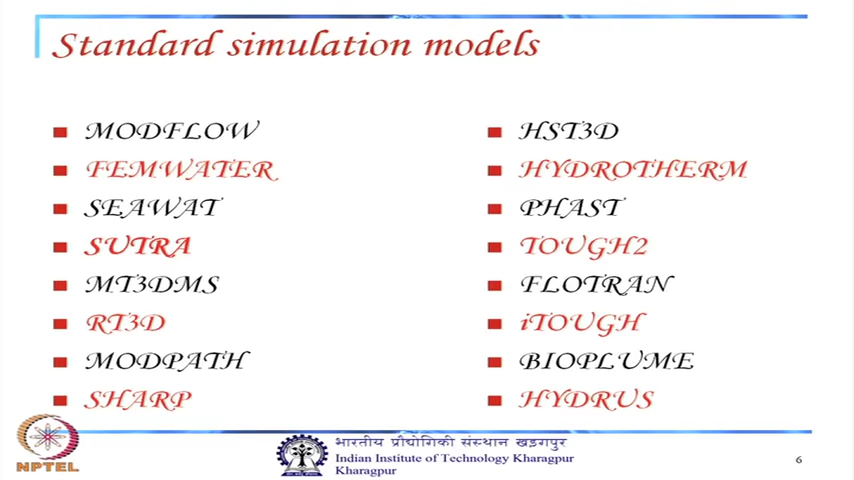 Standard simulation models
MODFLOW
FEMWATER
SEAWAT
SUTRA
MT3DMS
RT3D
MODPATH
SHARP
HST3D
HYDROTHERM
PHAST
TOUGH2
FLOTRAN
iTOUGH
BIOPLUME
HYDRUS
NPTEL
भारतीय प्रौद्योगिकी संस्थान खड़गपुर
Indian Institute of Technology Kharagpur
Kharagpur
6